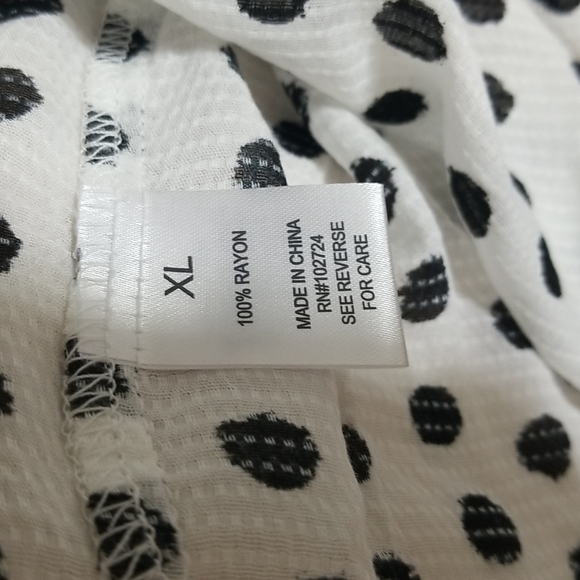 XL
100% RAYON
MADE IN CHINA
RN#102724
SEE REVERSE
FOR CARE